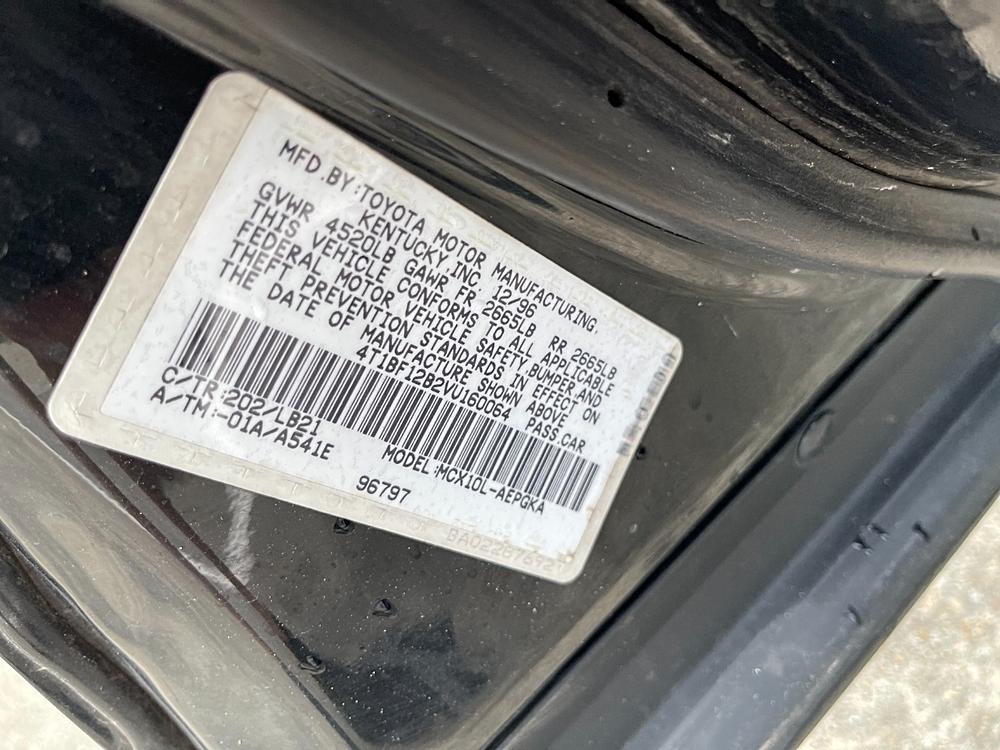 MFD.BY:TOYOTA MOTOR MANUFACTURING.
KENTUCKY,INC. 12/96
GVWR 4520LB GAWR FR 2665LB RR 2665LB
THIS VEHICLE CONFORMS TO ALL APPLICABLE
FEDERAL MOTOR VEHICLE SAFETY,BUMPER,AND
THEFT PREVENTION STANDARDS IN EFFECT ON
THE DATE OF MANUFACTURE SHOWN ABOVE
4T1BF12B2VU160064 PASS.CAR
C/TR:202/LB21
A/TM:-01A/A541E
MODEL:MCX10L-AEPGKA
96797